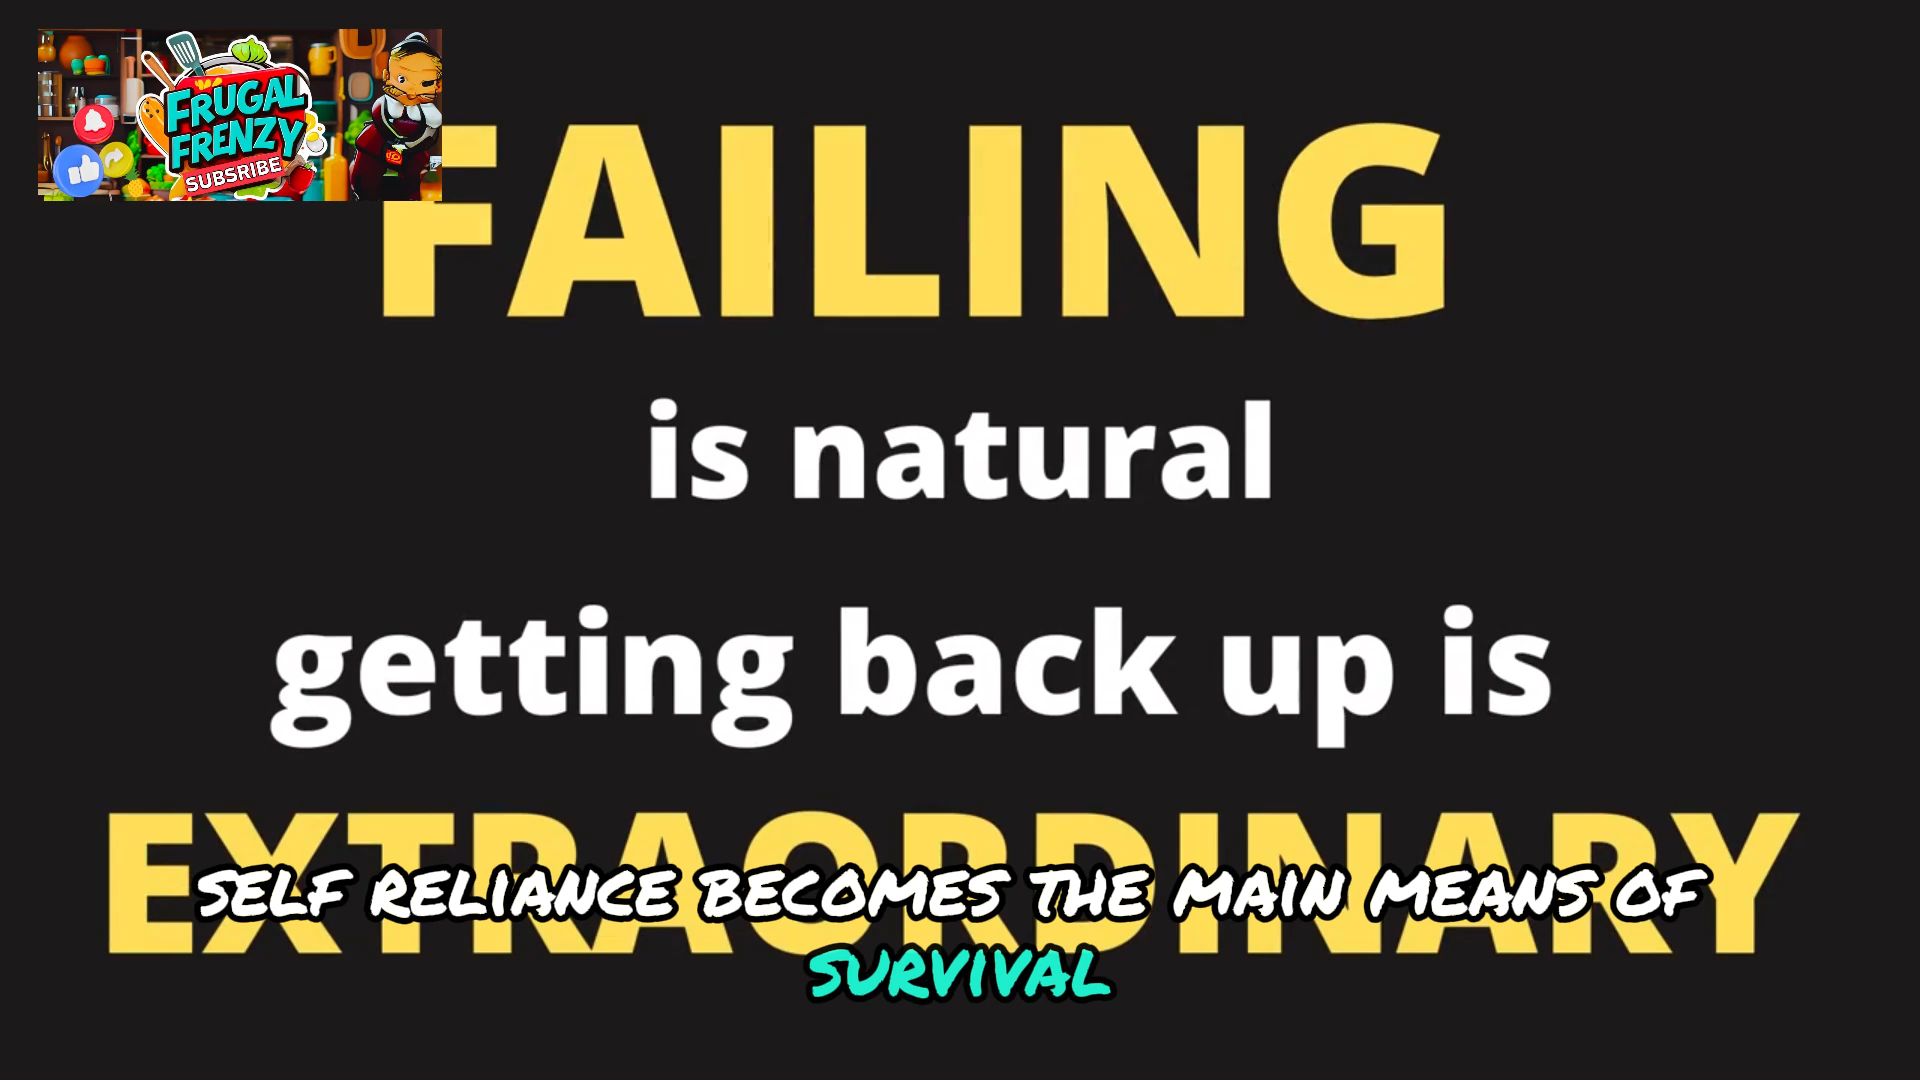 FRUGAL
FRENZY
SUBSRIBE
FAILING
is natural
getting back up is
EXTRAORDINARY
SELF RELIANCE BECOMES THE MAIN MEANS OF
SURVIVAL